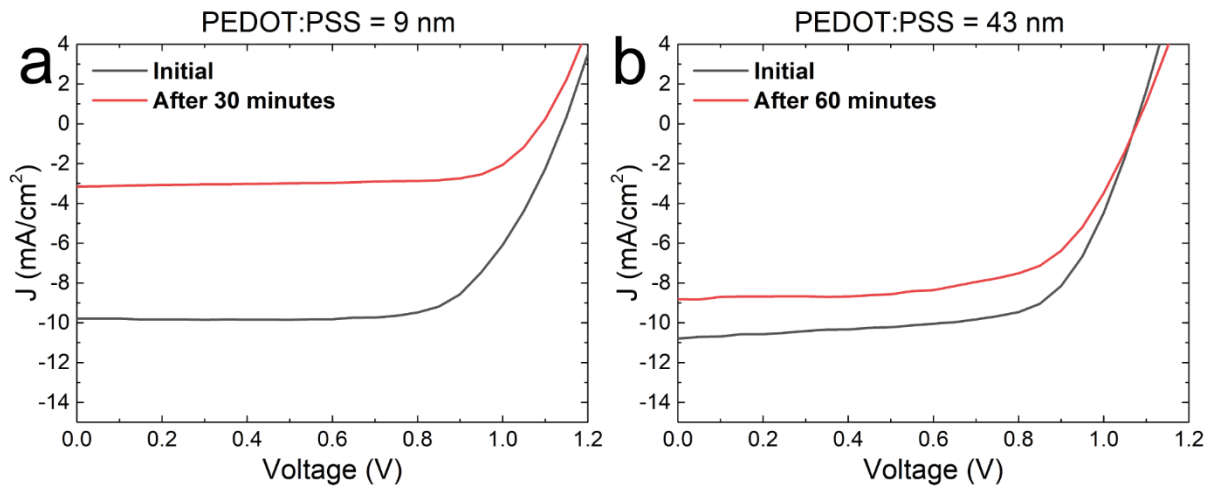 PEDOT:PSS = 9 nm
a
Initial
After 30 minutes
J (mA/cm²)
4
2
0
-2
-4
-6
-8
-10
-12
-14
0.0 0.2 0.4 0.6 0.8 1.0 1.2
Voltage (V)
PEDOT:PSS = 43 nm
b
Initial
After 60 minutes
J (mA/cm²)
4
2
0
-2
-4
-6
-8
-10
-12
-14
0.0 0.2 0.4 0.6 0.8 1.0 1.2
Voltage (V)